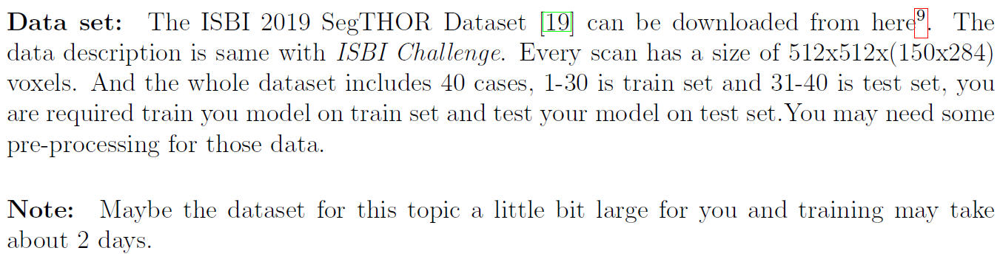 Data set: The ISBI 2019 SegTHOR Dataset [19] can be downloaded from here9. The
data description is same with ISBI Challenge. Every scan has a size of 512x512x(150x284)
voxels. And the whole dataset includes 40 cases, 1-30 is train set and 31-40 is test set, you
are required train you model on train set and test your model on test set.You may need some
pre-processing for those data.
Note: Maybe the dataset for this topic a little bit large for you and training may take
about 2 days.